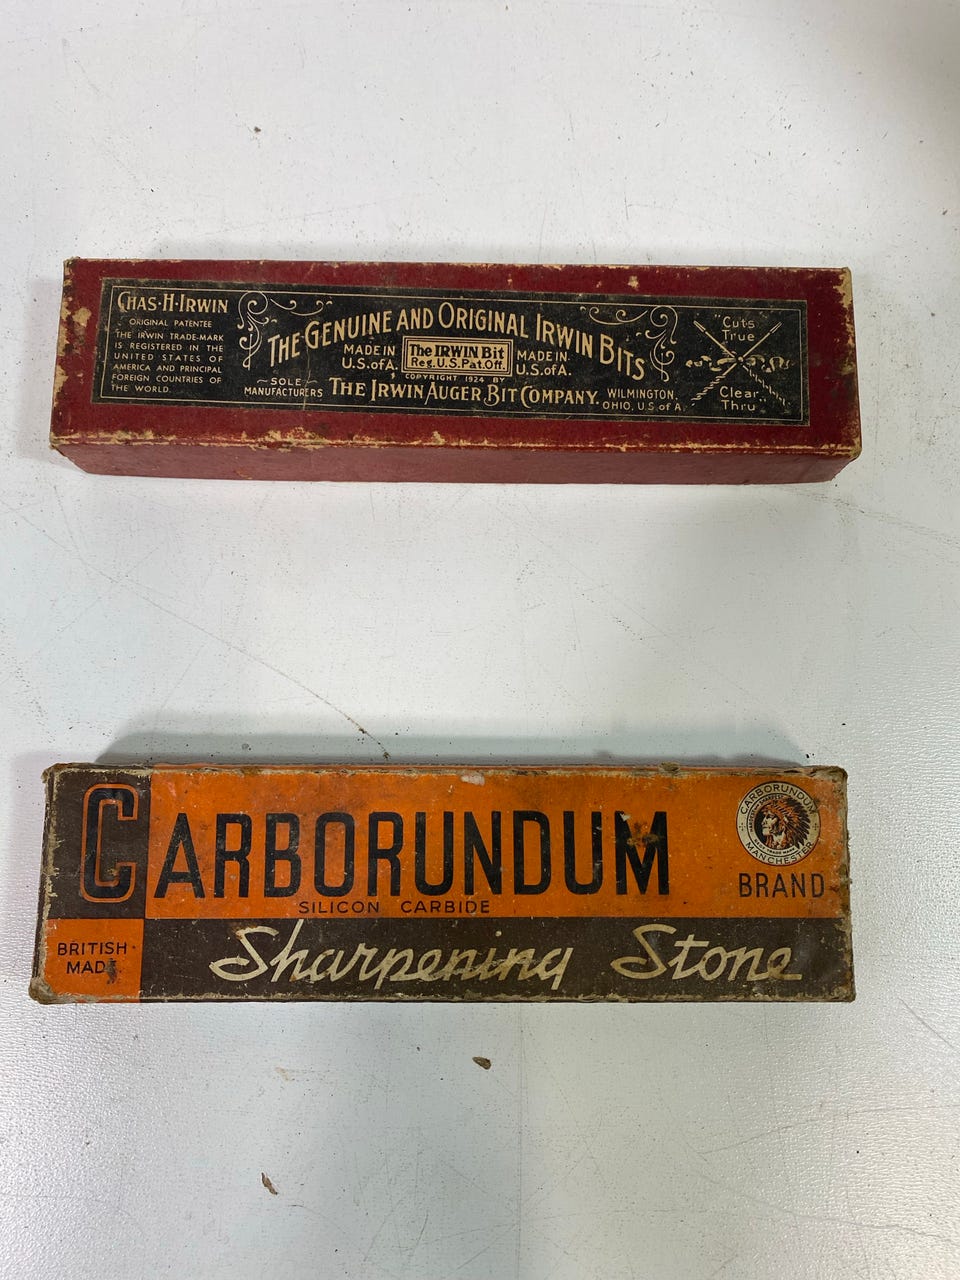 CHAS·H·IRWIN
ORIGINAL PATENTEE
THE IRWIN TRADE-MARK
IS REGISTERED IN THE
UNITED STATES OF
AMERICA AND PRINCIPAL
FOREIGN COUNTRIES OF
THE WORLD.
THE GENUINE AND ORIGINAL IRWIN BITS
MADE IN
U.S.of A.
The IRWIN Bit
Reg. U.S. Pat. Off.
MADE IN
U.S.of A.
COPYRIGHT 1924 BY
~SOLE~
MANUFACTURERS
THE IRWIN AUGER BIT COMPANY.
WILMINGTON,
OHIO, U.S of A.
"Cuts
True
Clear
Thru"
CARBORUNDUM
SILICON CARBIDE
CARBORUNDUM
MANCHESTER
BRAND
BRITISH
MADE
Sharpening Stone